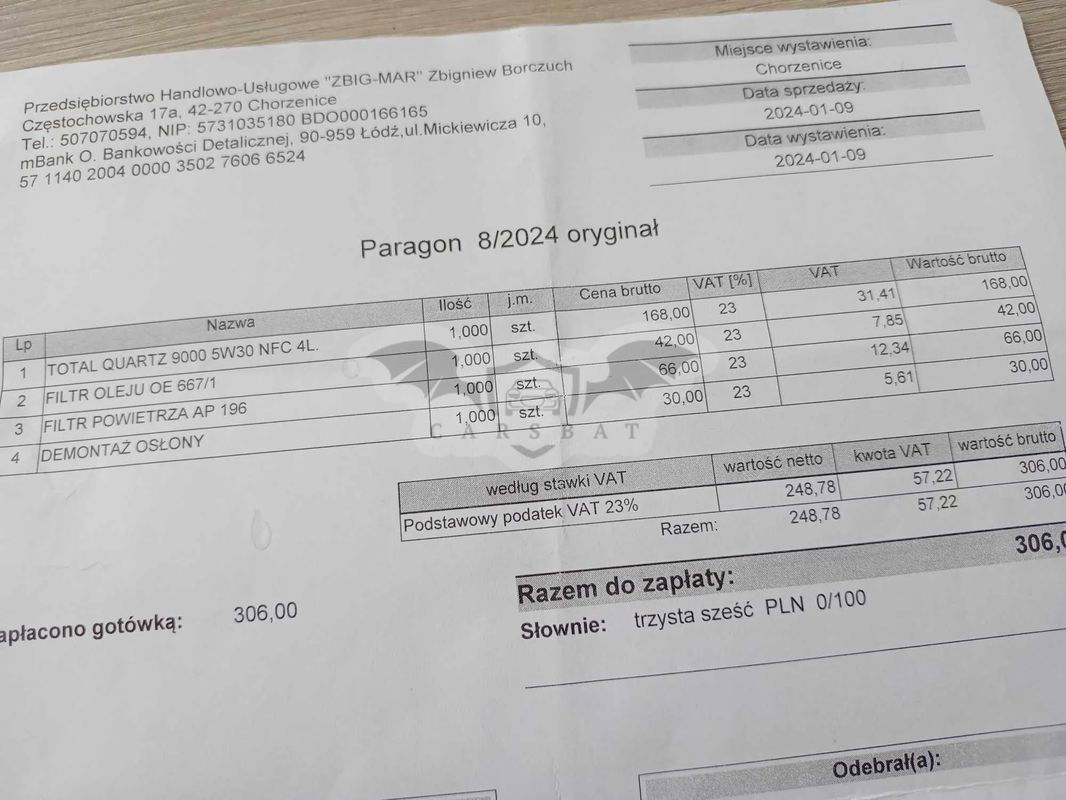 Przedsiębiorstwo Handlowo-Usługowe "ZBIG-MAR" Zbigniew Borczuch
Częstochowska 17a, 42-270 Chorzenice
Tel.: 507070594, NIP: 5731035180 BDO000166165
mBank O. Bankowości Detalicznej, 90-959 Łódź,ul.Mickiewicza 10,
57 1140 2004 0000 3502 7606 6524
Miejsce wystawienia:
Chorzenice
Data sprzedaży:
2024-01-09
Data wystawienia:
2024-01-09
Paragon 8/2024 oryginał
Lp Nazwa Ilość j.m. Cena brutto VAT [%] VAT Wartość brutto
1 TOTAL QUARTZ 9000 5W30 NFC 4L. 1,000 szt. 168,00 23 31,41 168,00
2 FILTR OLEJU OE 667/1 1,000 szt. 42,00 23 7,85 42,00
3 FILTR POWIETRZA AP 196 1,000 szt. 66,00 23 12,34 66,00
4 DEMONTAŻ OSŁONY 1,000 szt. 30,00 23 5,61 30,00
CARSBAT
według stawki VAT wartość netto kwota VAT wartość brutto
Podstawowy podatek VAT 23% 248,78 57,22 306,00
Razem: 248,78 57,22 306,0
Razem do zapłaty: 306,0
Słownie: trzysta sześć PLN 0/100
apłacono gotówką: 306,00
Odebrał(a):